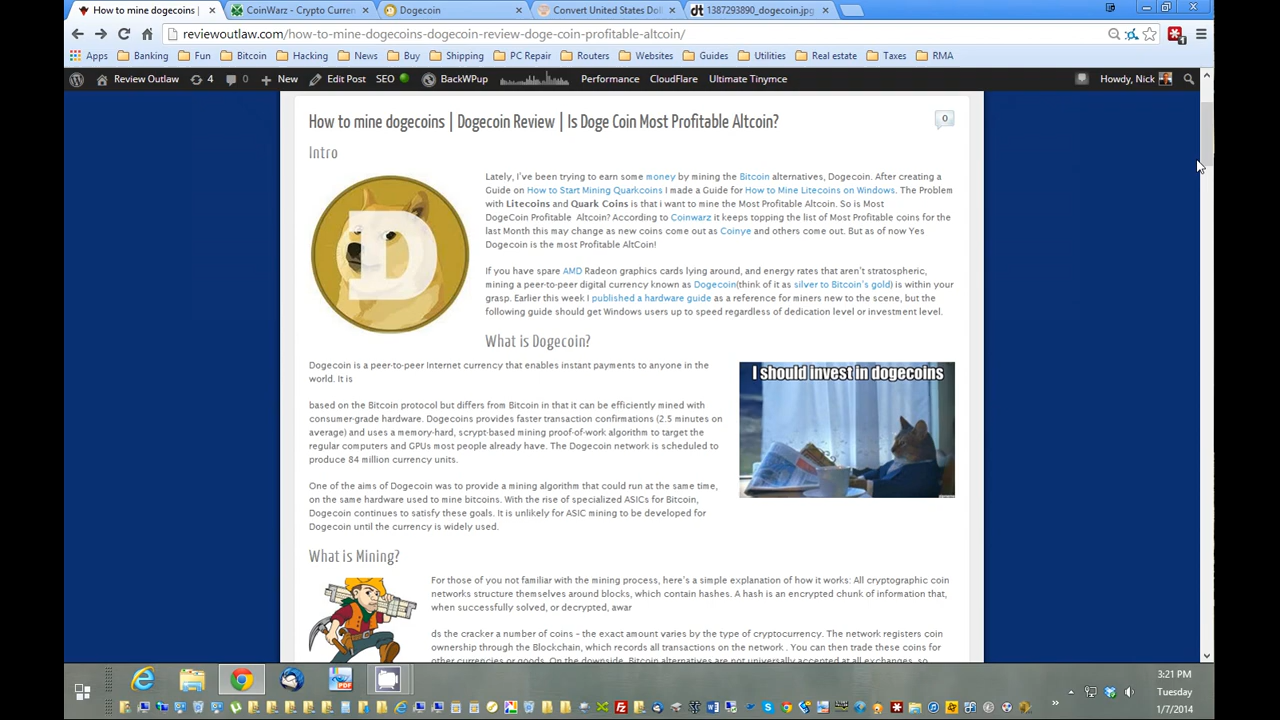 How to mine dogecoins |
CoinWarz - Crypto Curren
Dogecoin
Convert United States Dol
1387293890_dogecoin.jpg
reviewoutlaw.com/how-to-mine-dogecoins-dogecoin-review-doge-coin-profitable-altcoin/
Apps Banking Fun Bitcoin Hacking News Buy Shipping PC Repair Routers Websites Guides Utilities Real estate Taxes RMA
Review Outlaw 4 0 New Edit Post SEO BackWPup Performance CloudFlare Ultimate Tinymce Howdy, Nick
How to mine dogecoins | Dogecoin Review | Is Doge Coin Most Profitable Altcoin?
0
Intro
Lately, I've been trying to earn some money by mining the Bitcoin alternatives, Dogecoin. After creating a
Guide on How to Start Mining Quarkcoins I made a Guide for How to Mine Litecoins on Windows. The Problem
with Litecoins and Quark Coins is that i want to mine the Most Profitable Altcoin. So is Most
DogeCoin Profitable Altcoin? According to Coinwarz it keeps topping the list of Most Profitable coins for the
last Month this may change as new coins come out as Coinye and others come out. But as of now Yes
Dogecoin is the most Profitable AltCoin!
If you have spare AMD Radeon graphics cards lying around, and energy rates that aren't stratospheric,
mining a peer-to-peer digital currency known as Dogecoin(think of it as silver to Bitcoin's gold) is within your
grasp. Earlier this week I published a hardware guide as a reference for miners new to the scene, but the
following guide should get Windows users up to speed regardless of dedication level or investment level.
What is Dogecoin?
Dogecoin is a peer-to-peer Internet currency that enables instant payments to anyone in the
world. It is
based on the Bitcoin protocol but differs from Bitcoin in that it can be efficiently mined with
consumer-grade hardware. Dogecoins provides faster transaction confirmations (2.5 minutes on
average) and uses a memory-hard, scrypt-based mining proof-of-work algorithm to target the
regular computers and GPUs most people already have. The Dogecoin network is scheduled to
produce 84 million currency units.
I should invest in dogecoins
One of the aims of Dogecoin was to provide a mining algorithm that could run at the same time,
on the same hardware used to mine bitcoins. With the rise of specialized ASICs for Bitcoin,
Dogecoin continues to satisfy these goals. It is unlikely for ASIC mining to be developed for
Dogecoin until the currency is widely used.
What is Mining?
For those of you not familiar with the mining process, here's a simple explanation of how it works: All cryptographic coin
networks structure themselves around blocks, which contain hashes. A hash is an encrypted chunk of information that,
when successfully solved, or decrypted, awar
ds the cracker a number of coins – the exact amount varies by the type of cryptocurrency. The network registers coin
ownership through the Blockchain, which records all transactions on the network . You can then trade these coins for
other currencies or goods. On the downside, Bitcoin alternatives are not universally accepted at all exchanges, so
3:21 PM
Tuesday
1/7/2014